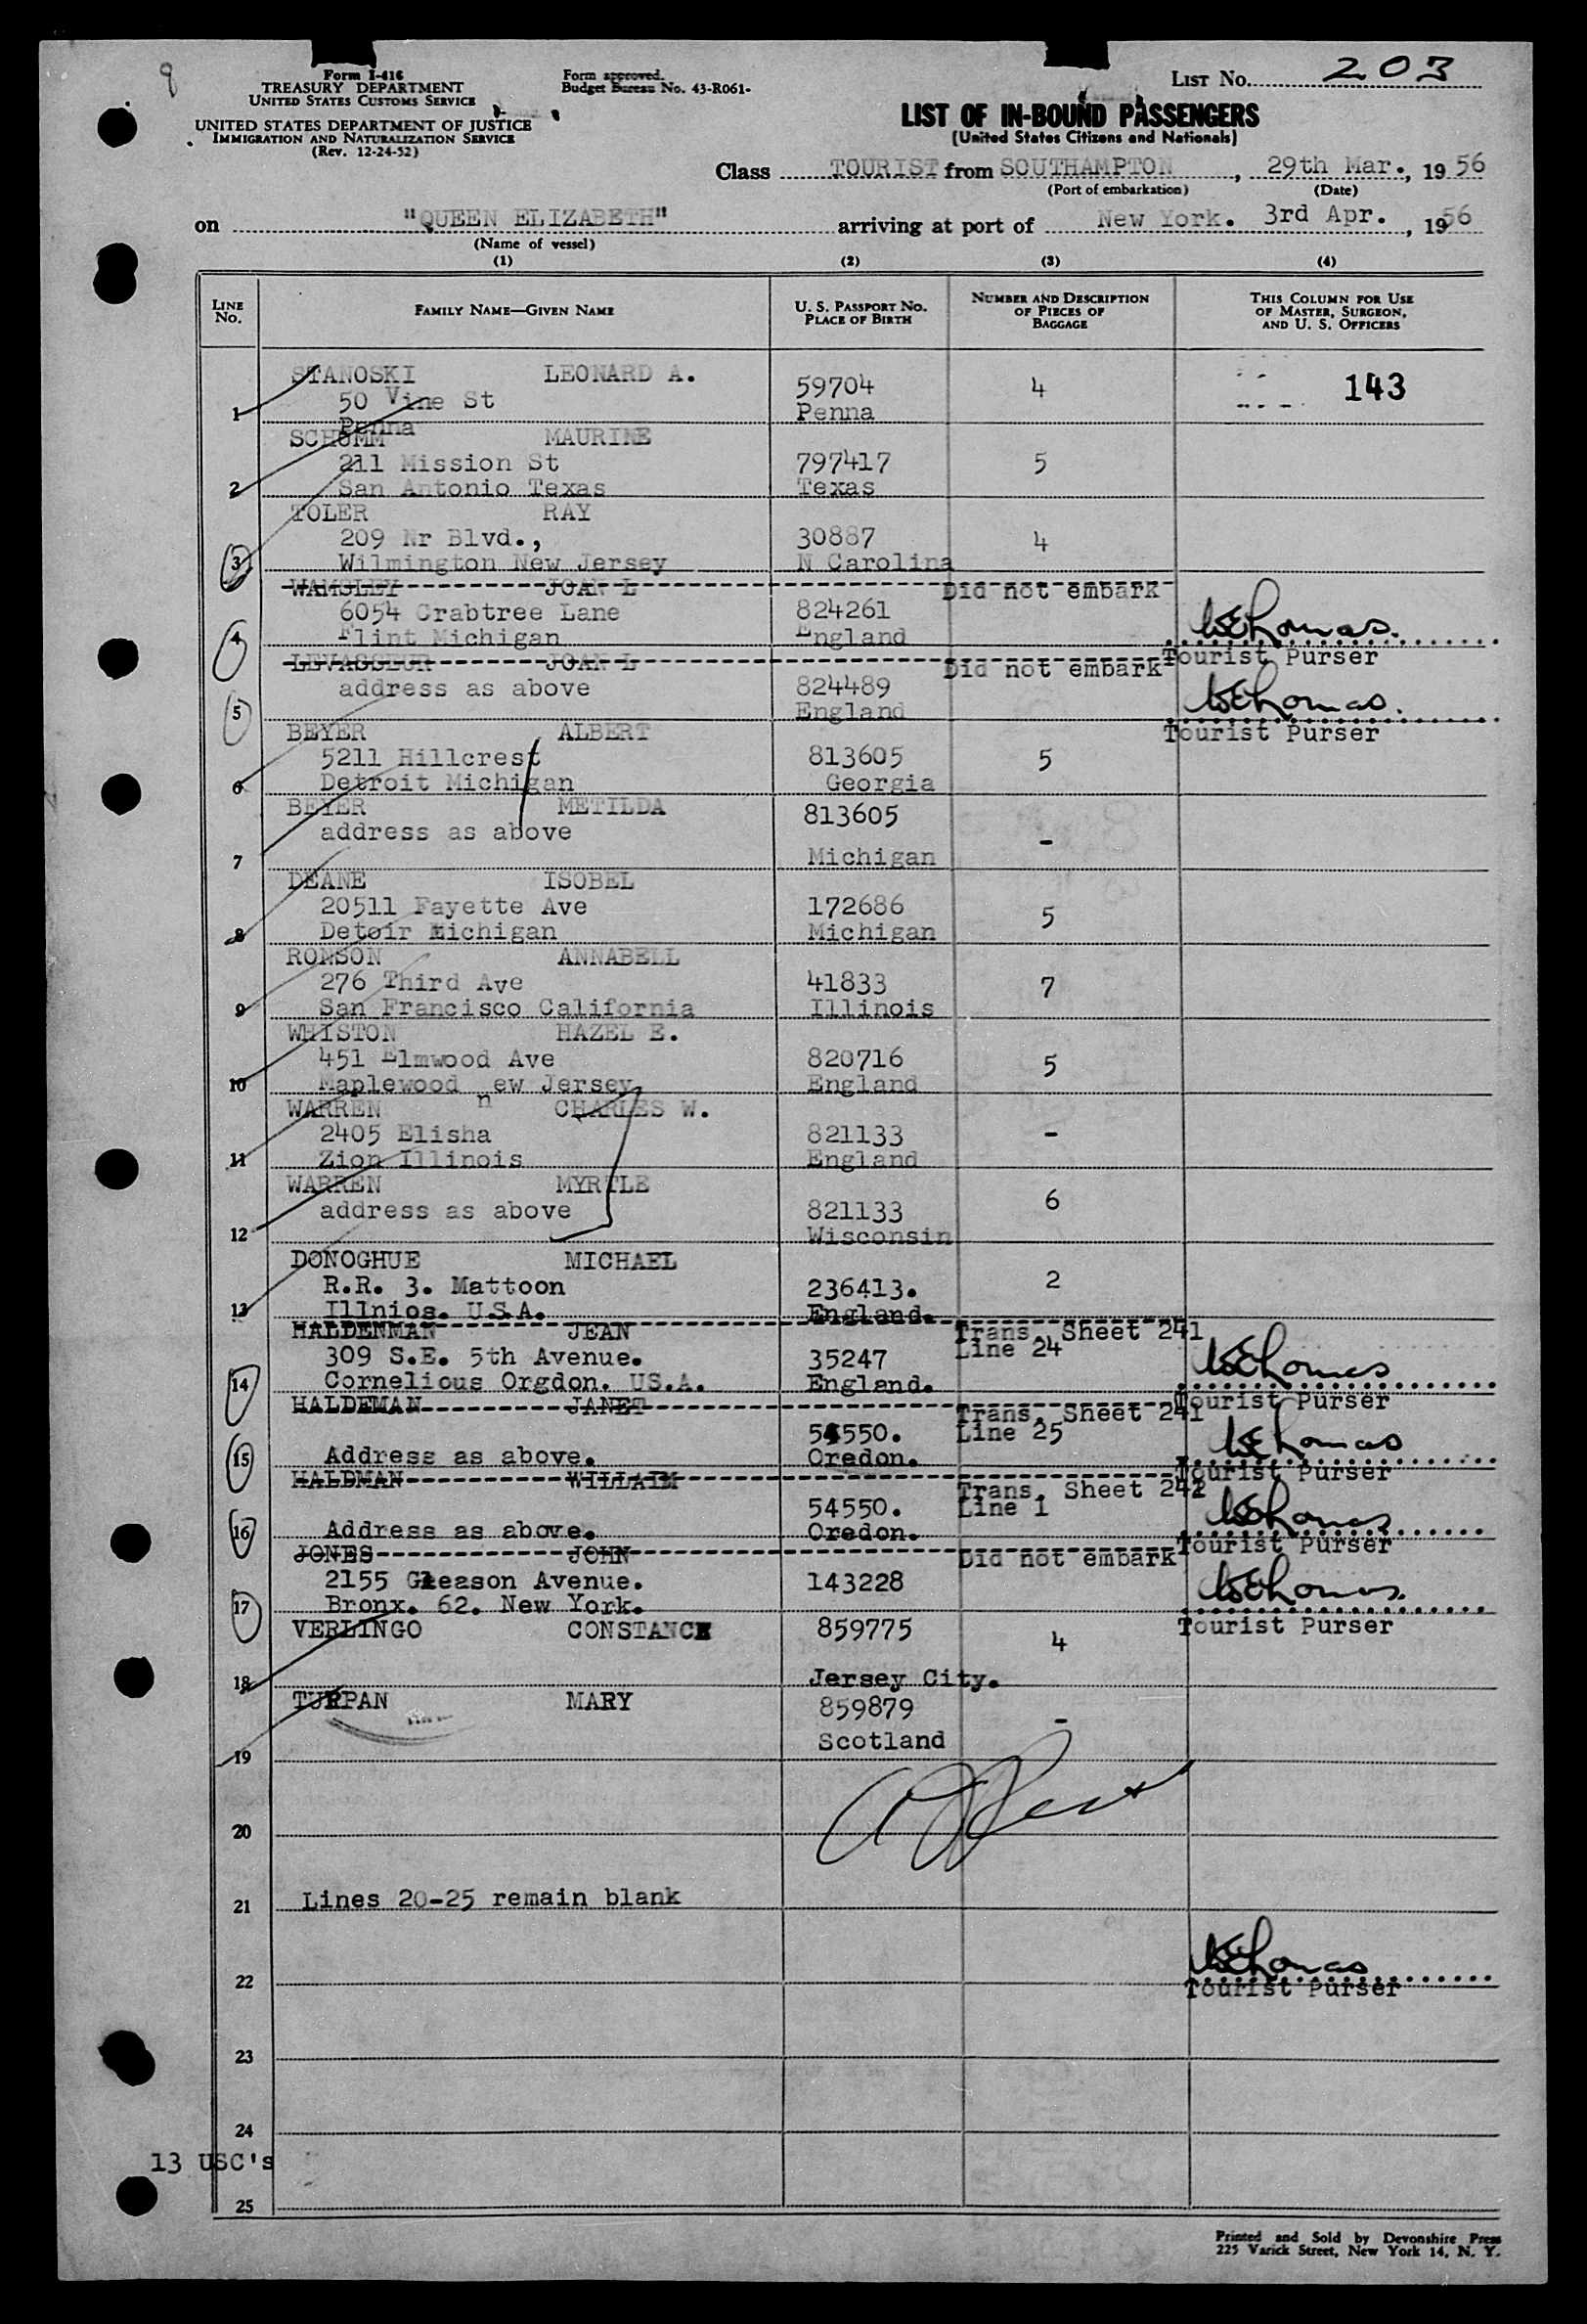 Form I-416
TREASURY DEPARTMENT
UNITED STATES CUSTOMS SERVICE
UNITED STATES DEPARTMENT OF JUSTICE
IMMIGRATION AND NATURALIZATION SERVICE
(Rev. 12-24-52)
Form approved.
Budget Bureau No. 43-R061-
LIST No. 203
LIST OF IN-BOUND PASSENGERS
(United States Citizens and Nationals)
Class TOURIST from SOUTHAMPTON, 29th Mar., 1956
(Port of embarkation) (Date)
on "QUEEN ELIZABETH" arriving at port of New York. 3rd Apr., 1956
(Name of vessel)
(1) (2) (3) (4)
LINE No. FAMILY NAME—GIVEN NAME U. S. PASSPORT No. PLACE OF BIRTH NUMBER AND DESCRIPTION OF PIECES OF BAGGAGE THIS COLUMN FOR USE OF MASTER, SURGEON, AND U. S. OFFICERS
STANOSKI LEONARD A.
50 Vine St 59704 4 143
1 Penna Penna
SCHUMM MAURINE
211 Mission St 797417 5
2 San Antonio Texas Texas
TOLER RAY
209 Nr Blvd., 30887 4
3 Wilmington New Jersey N Carolina
WAMSLEY JOAN L Did not embark
6054 Crabtree Lane 824261
4 Flint Michigan England
Tourist Purser
LEVASSEUR JOAN L Did not embark
address as above 824489
5 England
Tourist Purser
BEYER ALBERT
5211 Hillcrest 813605 5
6 Detroit Michigan Georgia
BEYER METILDA 813605
address as above -
7 Michigan
DEANE ISOBEL
20511 Fayette Ave 172686 5
8 Detoir Michigan Michigan
RONSON ANNABELL
276 Third Ave 41833 7
9 San Francisco California Illinois
WHISTON HAZEL E.
451 Elmwood Ave 820716 5
10 Maplewood new Jersey England
WARREN CHARLES W.
2405 Elisha 821133 -
11 Zion Illinois England
WARREN MYRTLE 6
address as above 821133
12 Wisconsin
DONOGHUE MICHAEL
R.R. 3. Mattoon 236413. 2
13 Illnios. U.S.A. England.
HALDENMAN JEAN Trans. Sheet 241
309 S.E. 5th Avenue. 35247 Line 24
14 Cornelious Orgdon. US.A. England.
Tourist Purser
HALDEMAN JANET Trans. Sheet 241
54550. Line 25
15 Address as above. Oredon.
Tourist Purser
HALDMAN WILLAIM Trans. Sheet 242
54550. Line 1
16 Address as above. Oredon.
Tourist Purser
JONES JOHN Did not embark
2155 Gleason Avenue. 143228
17 Bronx. 62. New York.
Tourist Purser
VERLINGO CONSTANCE 859775 4
18 Jersey City.
TURPAN MARY 859879 -
Scotland
19
20
21 Lines 20-25 remain blank
22
Tourist Purser
23
24
13 USC's
25
Printed and Sold by Devonshire Press
225 Varick Street, New York 14, N. Y.